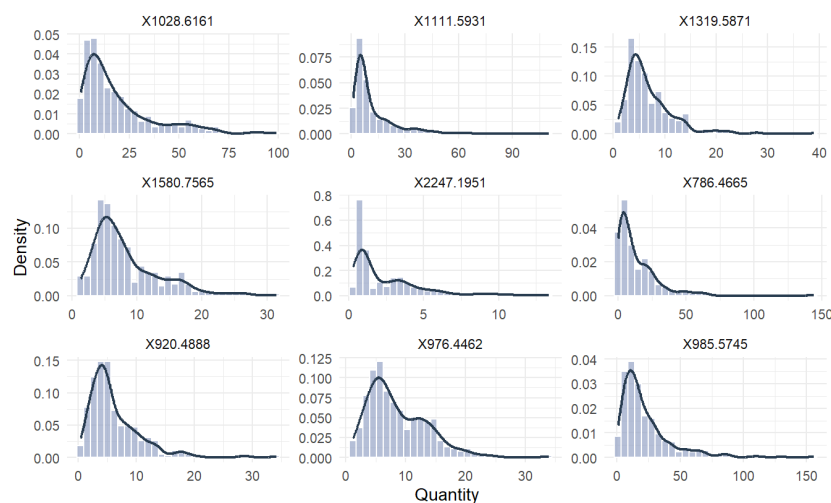 X1028.6161 X1111.5931 X1319.5871
0.05 0.04 0.03 0.02 0.01 0.00
0.075 0.050 0.025 0.000
0.15 0.10 0.05 0.00
0 25 50 75 100
0 30 60 90
0 10 20 30 40
X1580.7565 X2247.1951 X786.4665
Density
0.10 0.05 0.00
0.8 0.6 0.4 0.2 0.0
0.04 0.02 0.00
0 10 20 30
0 5 10
0 50 100 150
X920.4888 X976.4462 X985.5745
0.15 0.10 0.05 0.00
0.125 0.100 0.075 0.050 0.025 0.000
0.04 0.03 0.02 0.01 0.00
0 10 20 30
0 10 20 30
0 50 100 150
Quantity